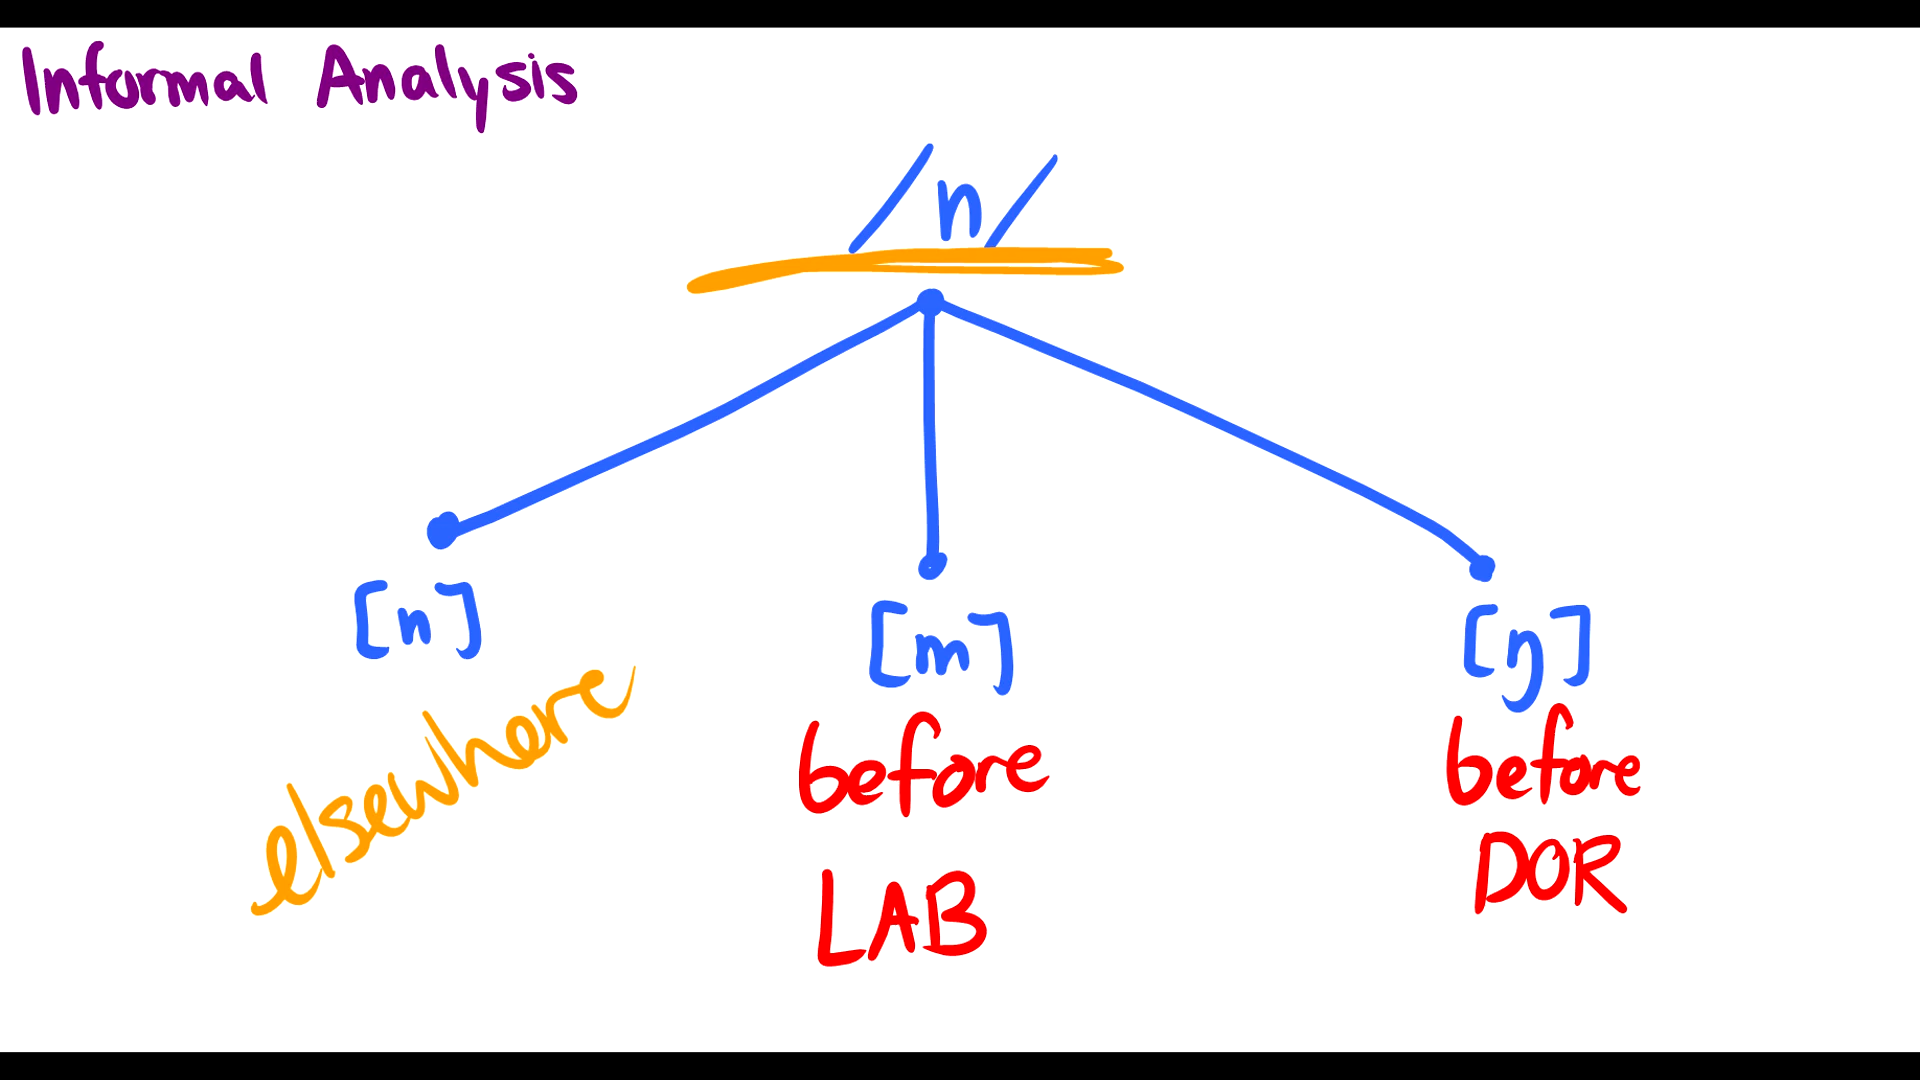 Informal Analysis
/n/
[n] [m] [ŋ]
elsewhere before before
LAB DOR